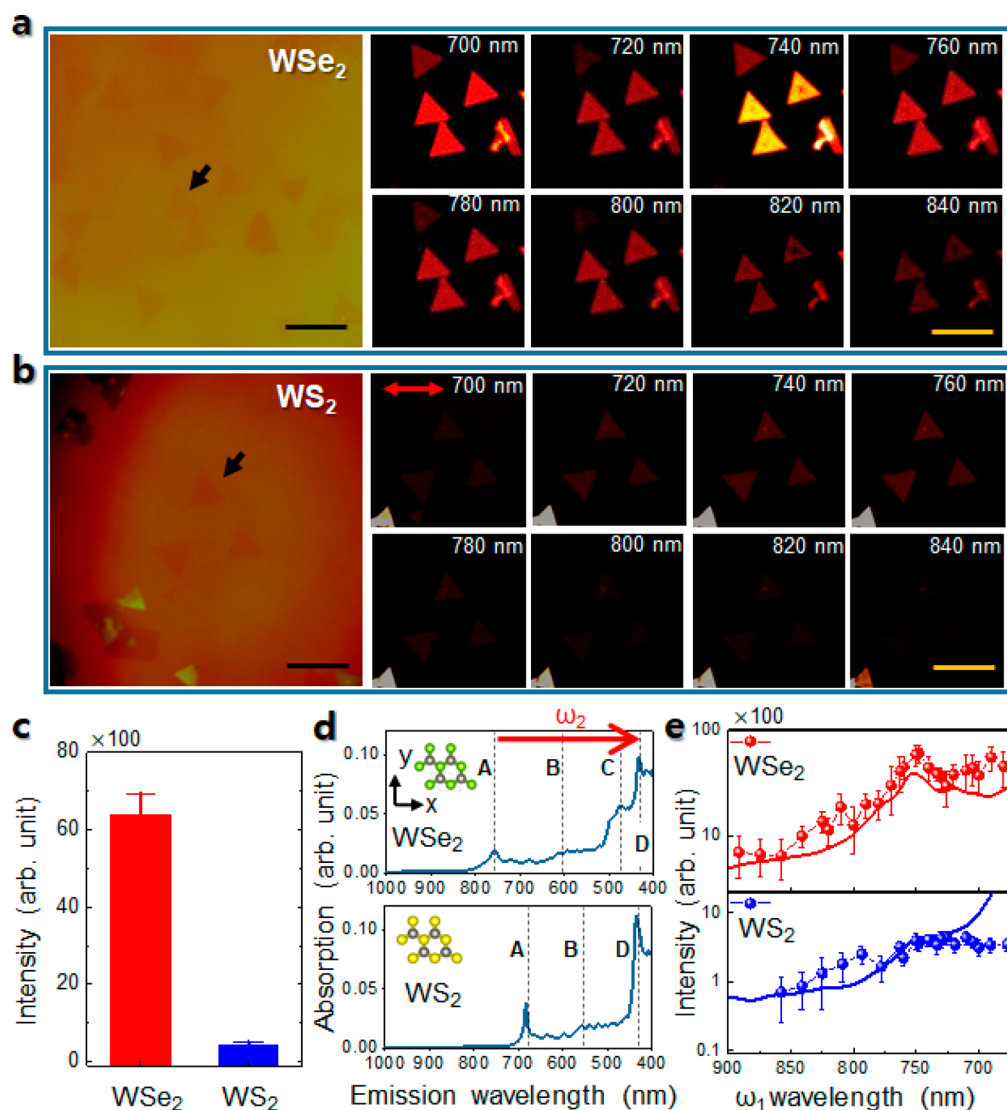 a
WSe₂
700 nm
720 nm
740 nm
760 nm
780 nm
800 nm
820 nm
840 nm
b
WS₂
700 nm
720 nm
740 nm
760 nm
780 nm
800 nm
820 nm
840 nm
c
×100
80
60
40
20
0
Intensity (arb. unit)
WSe₂
WS₂
d
ω₂
0.10
0.05
0.00
y
x
A
B
C
D
WSe₂
1000 900 800 700 600 500 400
0.10
0.05
0.00
A
B
D
WS₂
1000 900 800 700 600 500 400
Absorption (arb. unit)
Emission wavelength (nm)
e
×100
100
10
WSe₂
10
1
0.1
WS₂
900 850 800 750 700
Intensity (arb. unit)
ω₁ wavelength (nm)